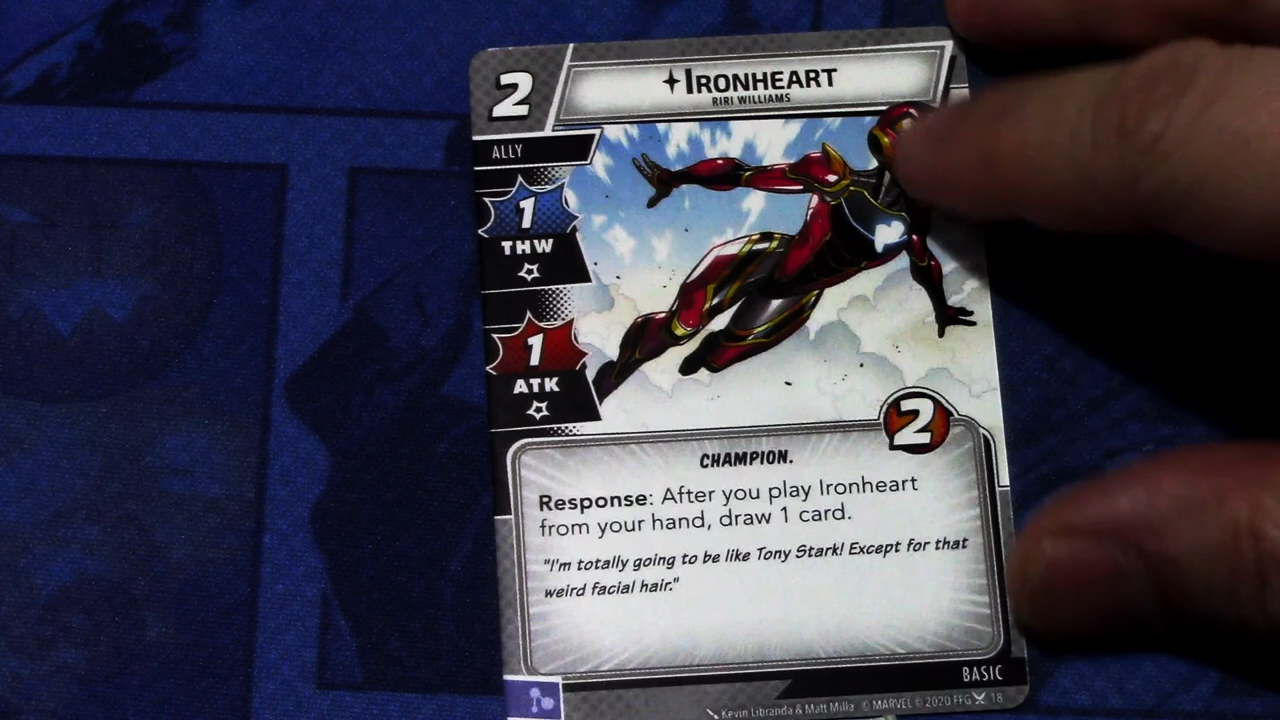 2
IRONHEART
RIRI WILLIAMS
ALLY
1
THW
1
ATK
2
CHAMPION.
Response: After you play Ironheart
from your hand, draw 1 card.
"I'm totally going to be like Tony Stark! Except for that
weird facial hair."
BASIC
Kevin Libranda & Matt Milla © MARVEL © 2020 FFG 18